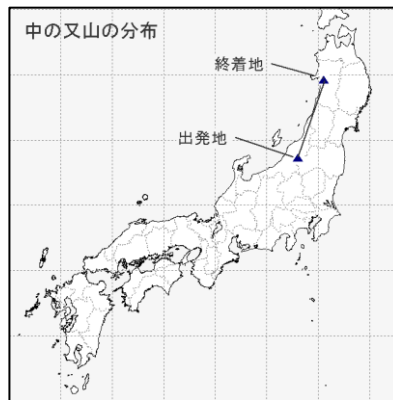 中の又山の分布
終着地
出発地